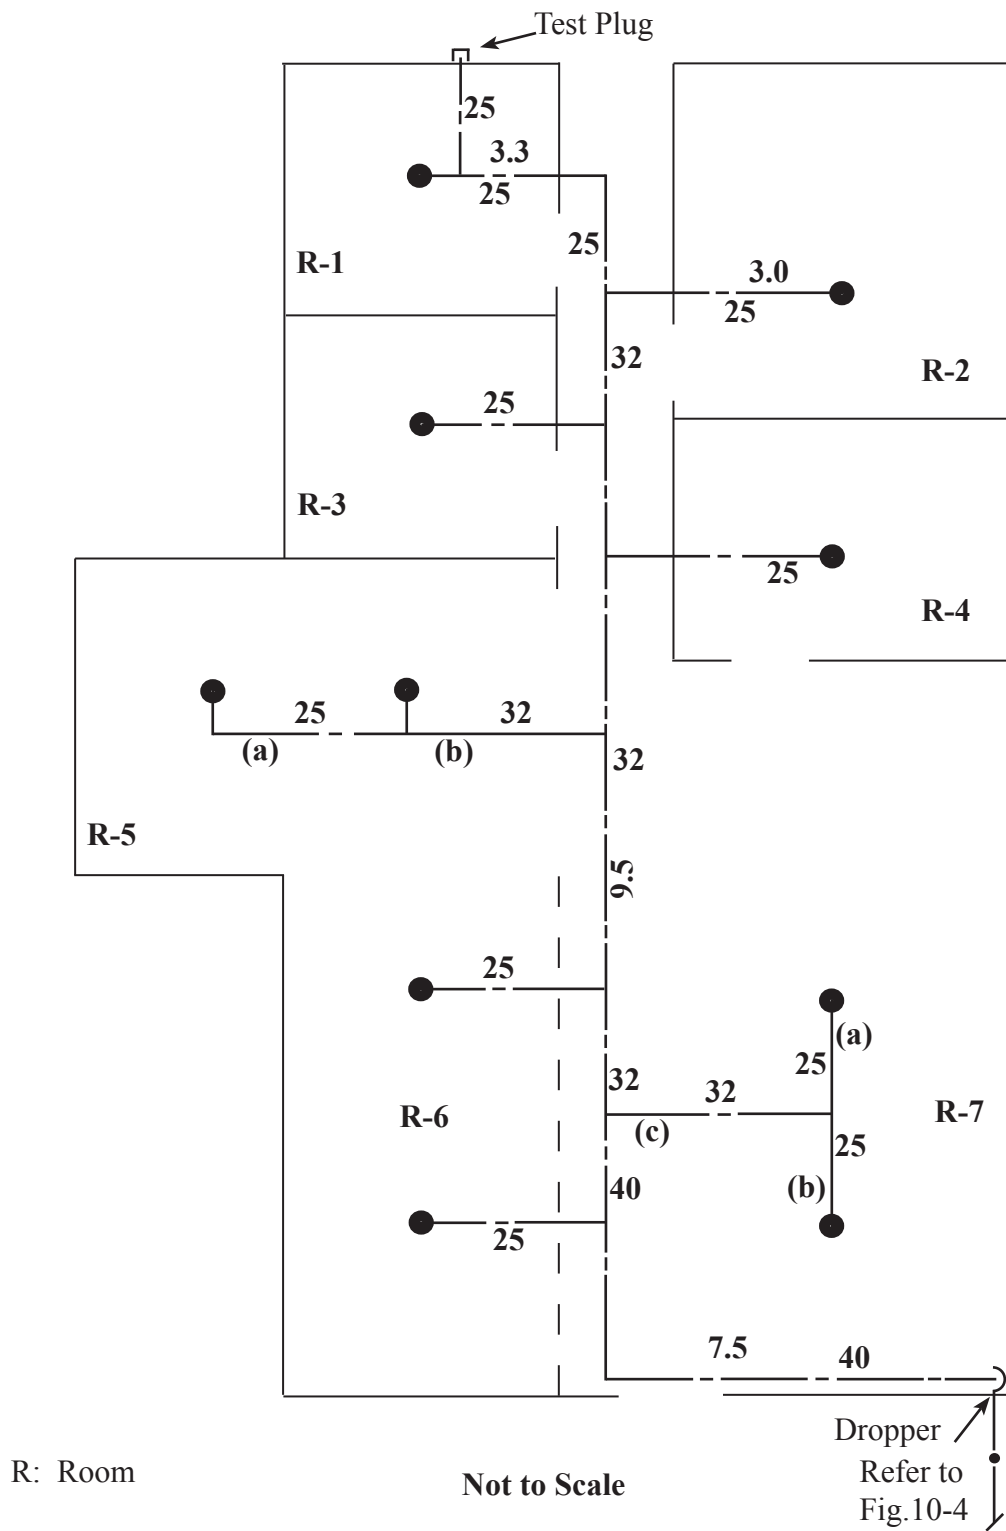 Test Plug
25
3.3
25
R-1
25
3.0
25
32
R-2
25
R-3
25
R-4
25
32
(a)
(b)
32
R-5
9.5
25
(a)
25
32
32
R-6
R-7
(c)
25
40
(b)
25
7.5
40
Dropper
R: Room
Not to Scale
Refer to
Fig.10-4